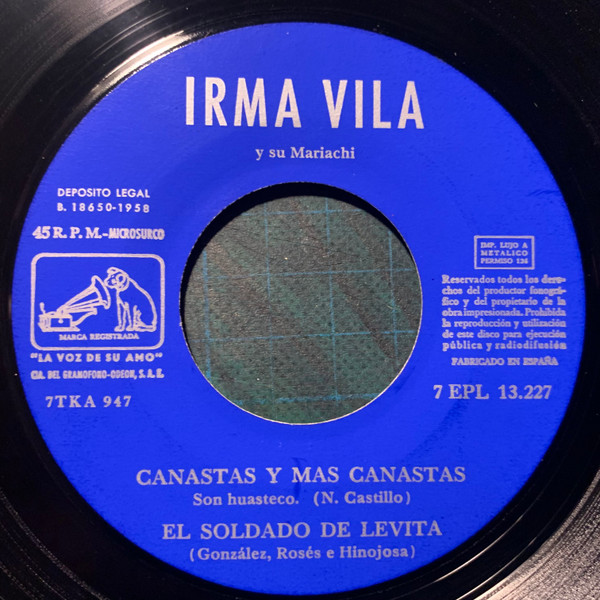 IRMA VILA
y su Mariachi
DEPOSITO LEGAL
B. 18650-1958
45 R. P. M.-MICROSURCO
MARCA REGISTRADA
"LA VOZ DE SU AMO"
CIA. DEL GRAMOFONO-ODEON, S.A.E.
7TKA 947
IMP. LUJO A
METALICO
PERMISO 136
Reservados todos los dere-
chos del productor fonográ-
fico y del propietario de la
obra impresionada. Prohibida
la reproducción y utilización
de este disco para ejecución
pública y radiodifusión
FABRICADO EN ESPAÑA
7 EPL 13.227
CANASTAS Y MAS CANASTAS
Son huasteco. (N. Castillo)
EL SOLDADO DE LEVITA
(González, Rosés e Hinojosa)